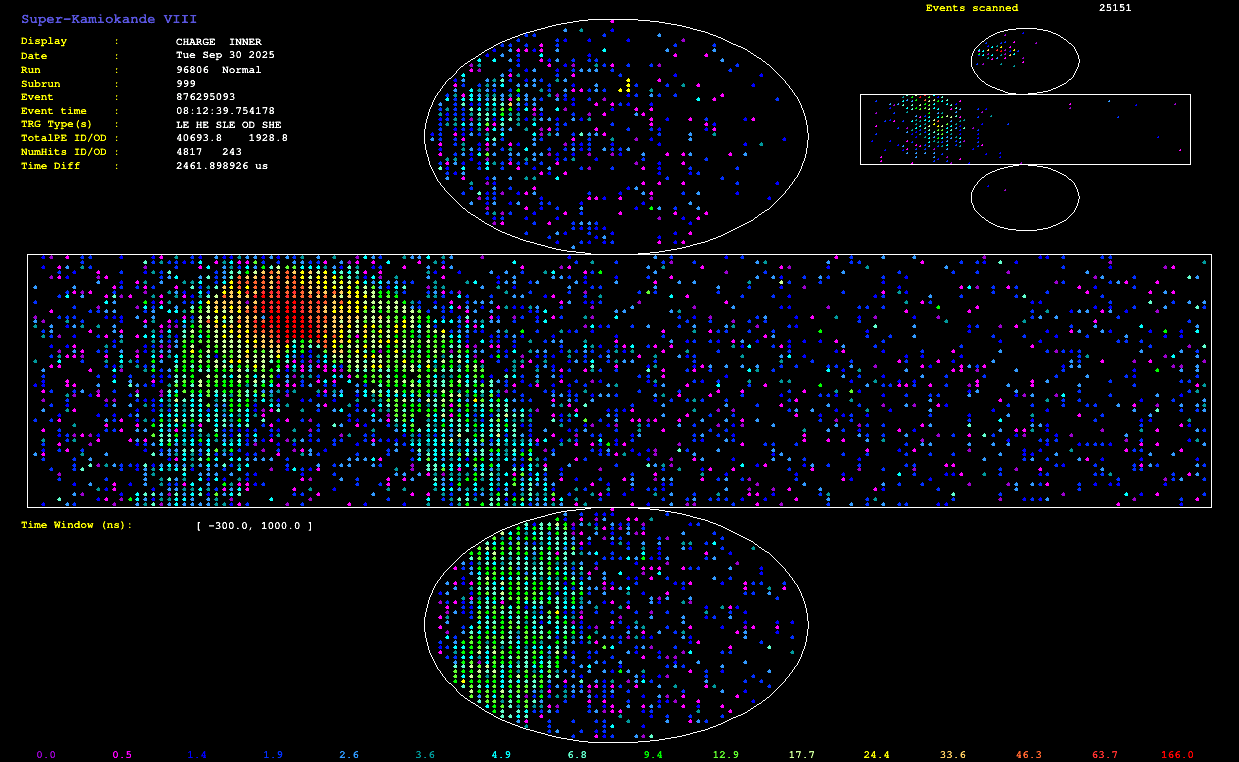 Super-Kamiokande VIII
Events scanned 25151
Display : CHARGE INNER
Date : Tue Sep 30 2025
Run : 96806 Normal
Subrun : 999
Event : 876295093
Event time : 08:12:39.754178
TRG Type(s) : LE HE SLE OD SHE
TotalPE ID/OD : 40693.8 1928.8
NumHits ID/OD : 4817 243
Time Diff : 2461.898926 us
Time Window (ns): [ -300.0, 1000.0 ]
0.0 0.5 1.4 1.9 2.6 3.6 4.9 6.8 9.4 12.9 17.7 24.4 33.6 46.3 63.7 166.0